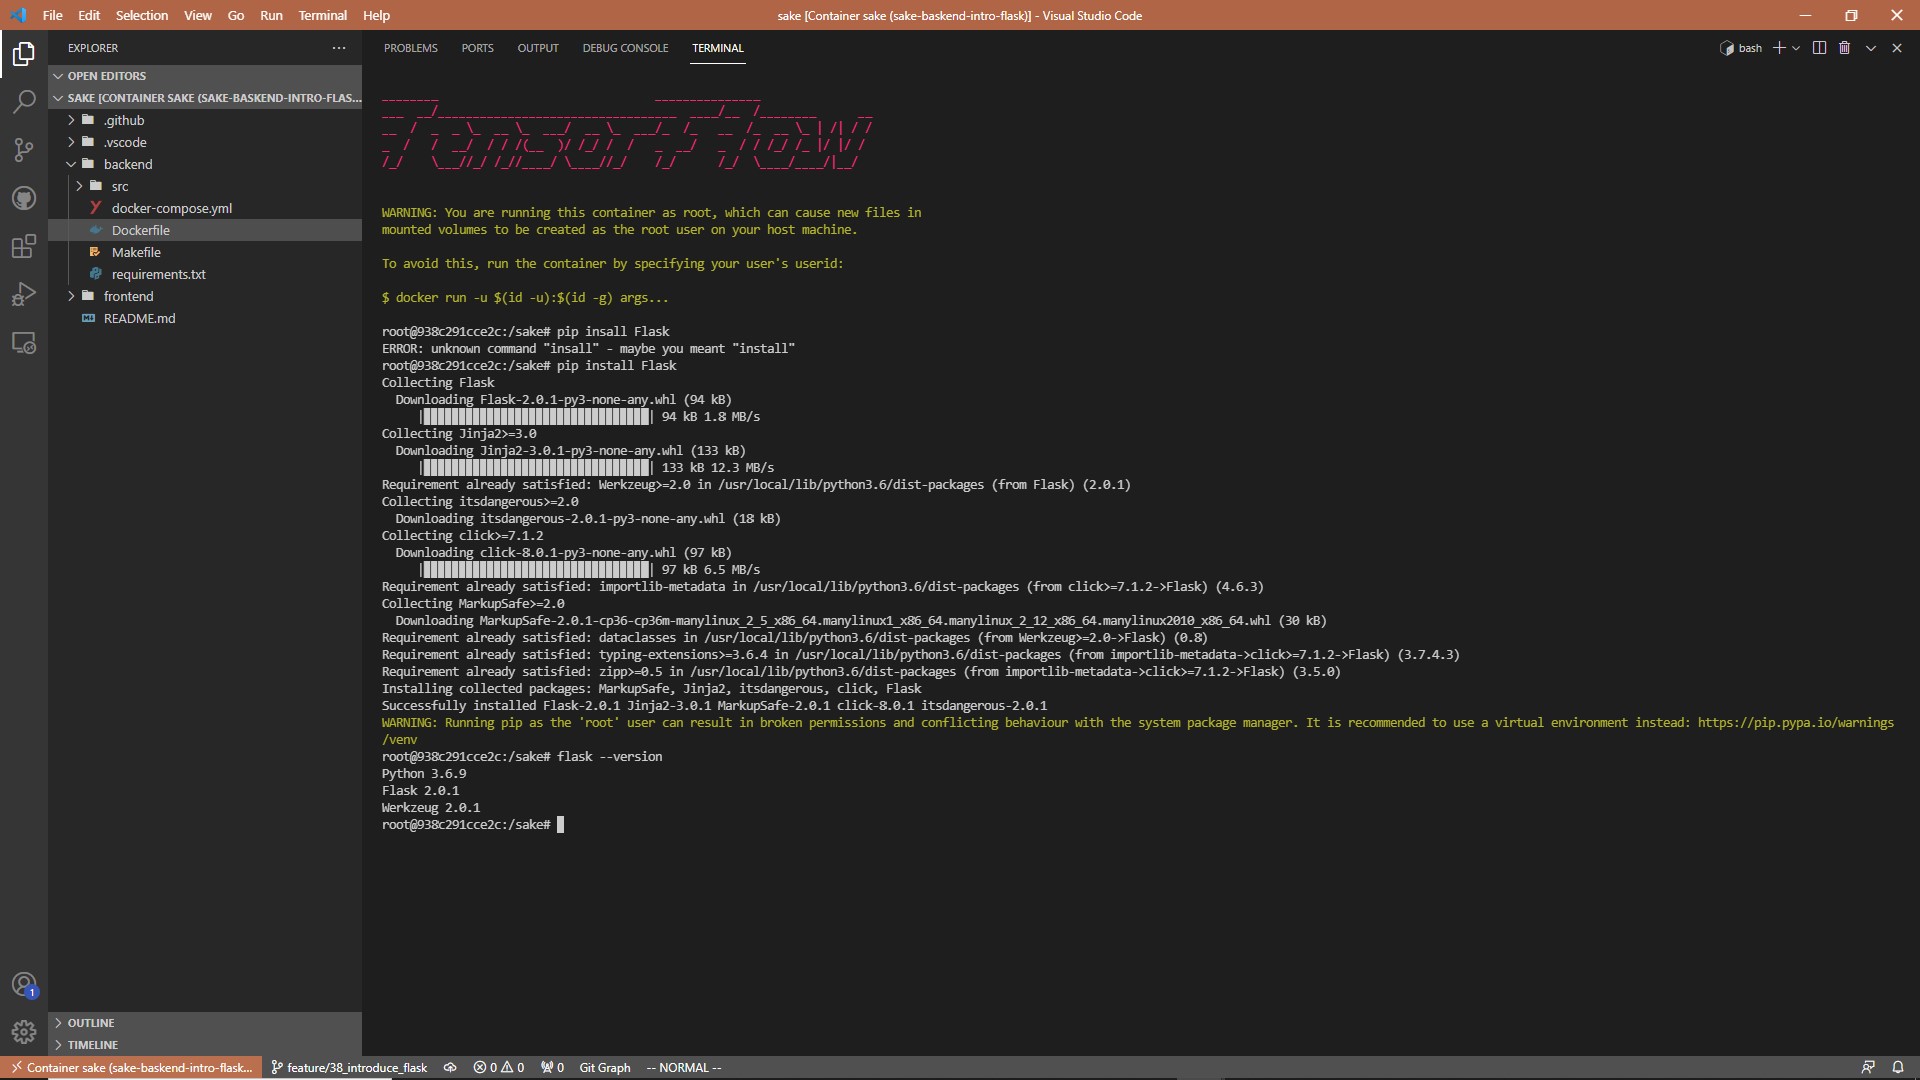 File Edit Selection View Go Run Terminal Help
sake [Container sake (sake-baskend-intro-flask)] - Visual Studio Code
EXPLORER
OPEN EDITORS
SAKE [CONTAINER SAKE (SAKE-BASKEND-INTRO-FLAS...
.github
.vscode
backend
src
docker-compose.yml
Dockerfile
Makefile
requirements.txt
frontend
README.md
OUTLINE
TIMELINE
PROBLEMS PORTS OUTPUT DEBUG CONSOLE TERMINAL
bash
TensorFlow
WARNING: You are running this container as root, which can cause new files in
mounted volumes to be created as the root user on your host machine.
To avoid this, run the container by specifying your user's userid:
$ docker run -u $(id -u):$(id -g) args...
root@938c291cce2c:/sake# pip insall Flask
ERROR: unknown command "insall" - maybe you meant "install"
root@938c291cce2c:/sake# pip install Flask
Collecting Flask
Downloading Flask-2.0.1-py3-none-any.whl (94 kB)
|████████████████████████████████| 94 kB 1.8 MB/s
Collecting Jinja2>=3.0
Downloading Jinja2-3.0.1-py3-none-any.whl (133 kB)
|████████████████████████████████| 133 kB 12.3 MB/s
Requirement already satisfied: Werkzeug>=2.0 in /usr/local/lib/python3.6/dist-packages (from Flask) (2.0.1)
Collecting itsdangerous>=2.0
Downloading itsdangerous-2.0.1-py3-none-any.whl (18 kB)
Collecting click>=7.1.2
Downloading click-8.0.1-py3-none-any.whl (97 kB)
|████████████████████████████████| 97 kB 6.5 MB/s
Requirement already satisfied: importlib-metadata in /usr/local/lib/python3.6/dist-packages (from click>=7.1.2->Flask) (4.6.3)
Collecting MarkupSafe>=2.0
Downloading MarkupSafe-2.0.1-cp36-cp36m-manylinux_2_5_x86_64.manylinux1_x86_64.manylinux_2_12_x86_64.manylinux2010_x86_64.whl (30 kB)
Requirement already satisfied: dataclasses in /usr/local/lib/python3.6/dist-packages (from Werkzeug>=2.0->Flask) (0.8)
Requirement already satisfied: typing-extensions>=3.6.4 in /usr/local/lib/python3.6/dist-packages (from importlib-metadata->click>=7.1.2->Flask) (3.7.4.3)
Requirement already satisfied: zipp>=0.5 in /usr/local/lib/python3.6/dist-packages (from importlib-metadata->click>=7.1.2->Flask) (3.5.0)
Installing collected packages: MarkupSafe, Jinja2, itsdangerous, click, Flask
Successfully installed Flask-2.0.1 Jinja2-3.0.1 MarkupSafe-2.0.1 click-8.0.1 itsdangerous-2.0.1
WARNING: Running pip as the 'root' user can result in broken permissions and conflicting behaviour with the system package manager. It is recommended to use a virtual environment instead: https://pip.pypa.io/warnings
/venv
root@938c291cce2c:/sake# flask --version
Python 3.6.9
Flask 2.0.1
Werkzeug 2.0.1
root@938c291cce2c:/sake#
1
Container sake (sake-baskend-intro-flask... feature/38_introduce_flask 0 0 0 Git Graph -- NORMAL --